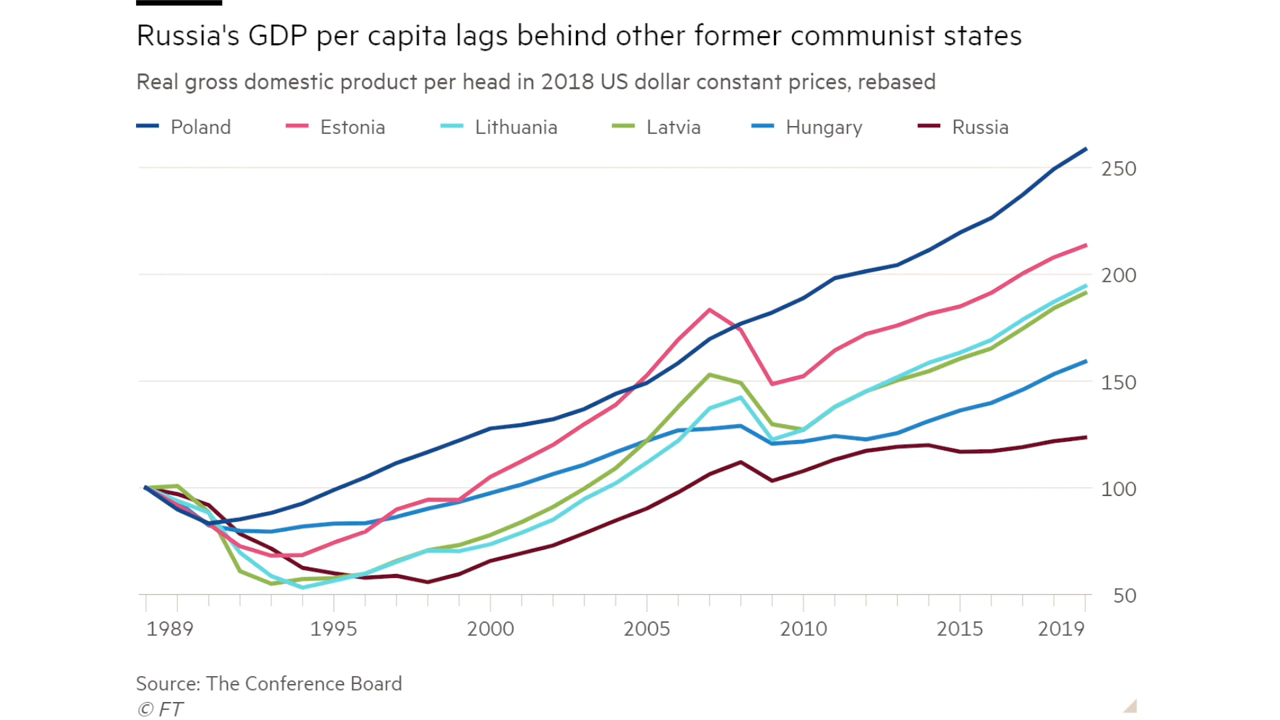 Russia's GDP per capita lags behind other former communist states
Real gross domestic product per head in 2018 US dollar constant prices, rebased
Poland Estonia Lithuania Latvia Hungary Russia
250
200
150
100
50
1989 1995 2000 2005 2010 2015 2019
Source: The Conference Board
© FT